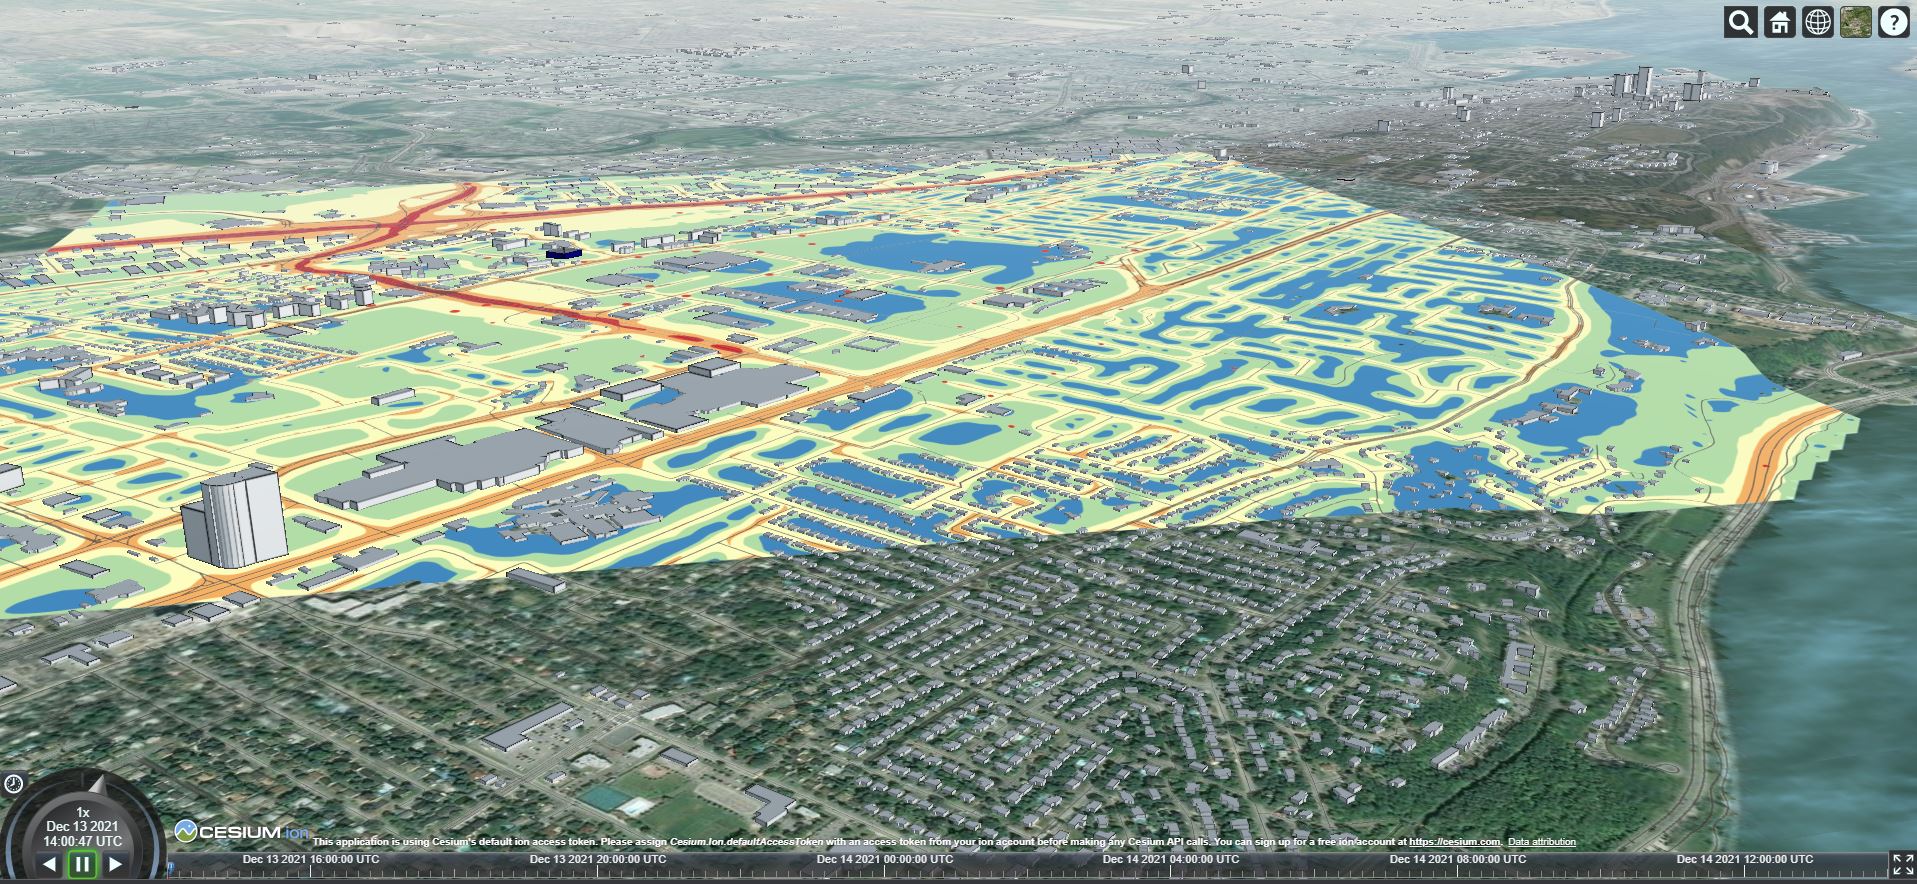 ?
1x
Dec 13 2021
14:00:47 UTC
CESIUM ion
This application is using Cesium's default ion access token. Please assign Cesium.Ion.defaultAccessToken with an access token from your ion account before making any Cesium API calls. You can sign up for a free ion account at https://cesium.com. Data attribution
Dec 13 2021 16:00:00 UTC
Dec 13 2021 20:00:00 UTC
Dec 14 2021 00:00:00 UTC
Dec 14 2021 04:00:00 UTC
Dec 14 2021 08:00:00 UTC
Dec 14 2021 12:00:00 UTC